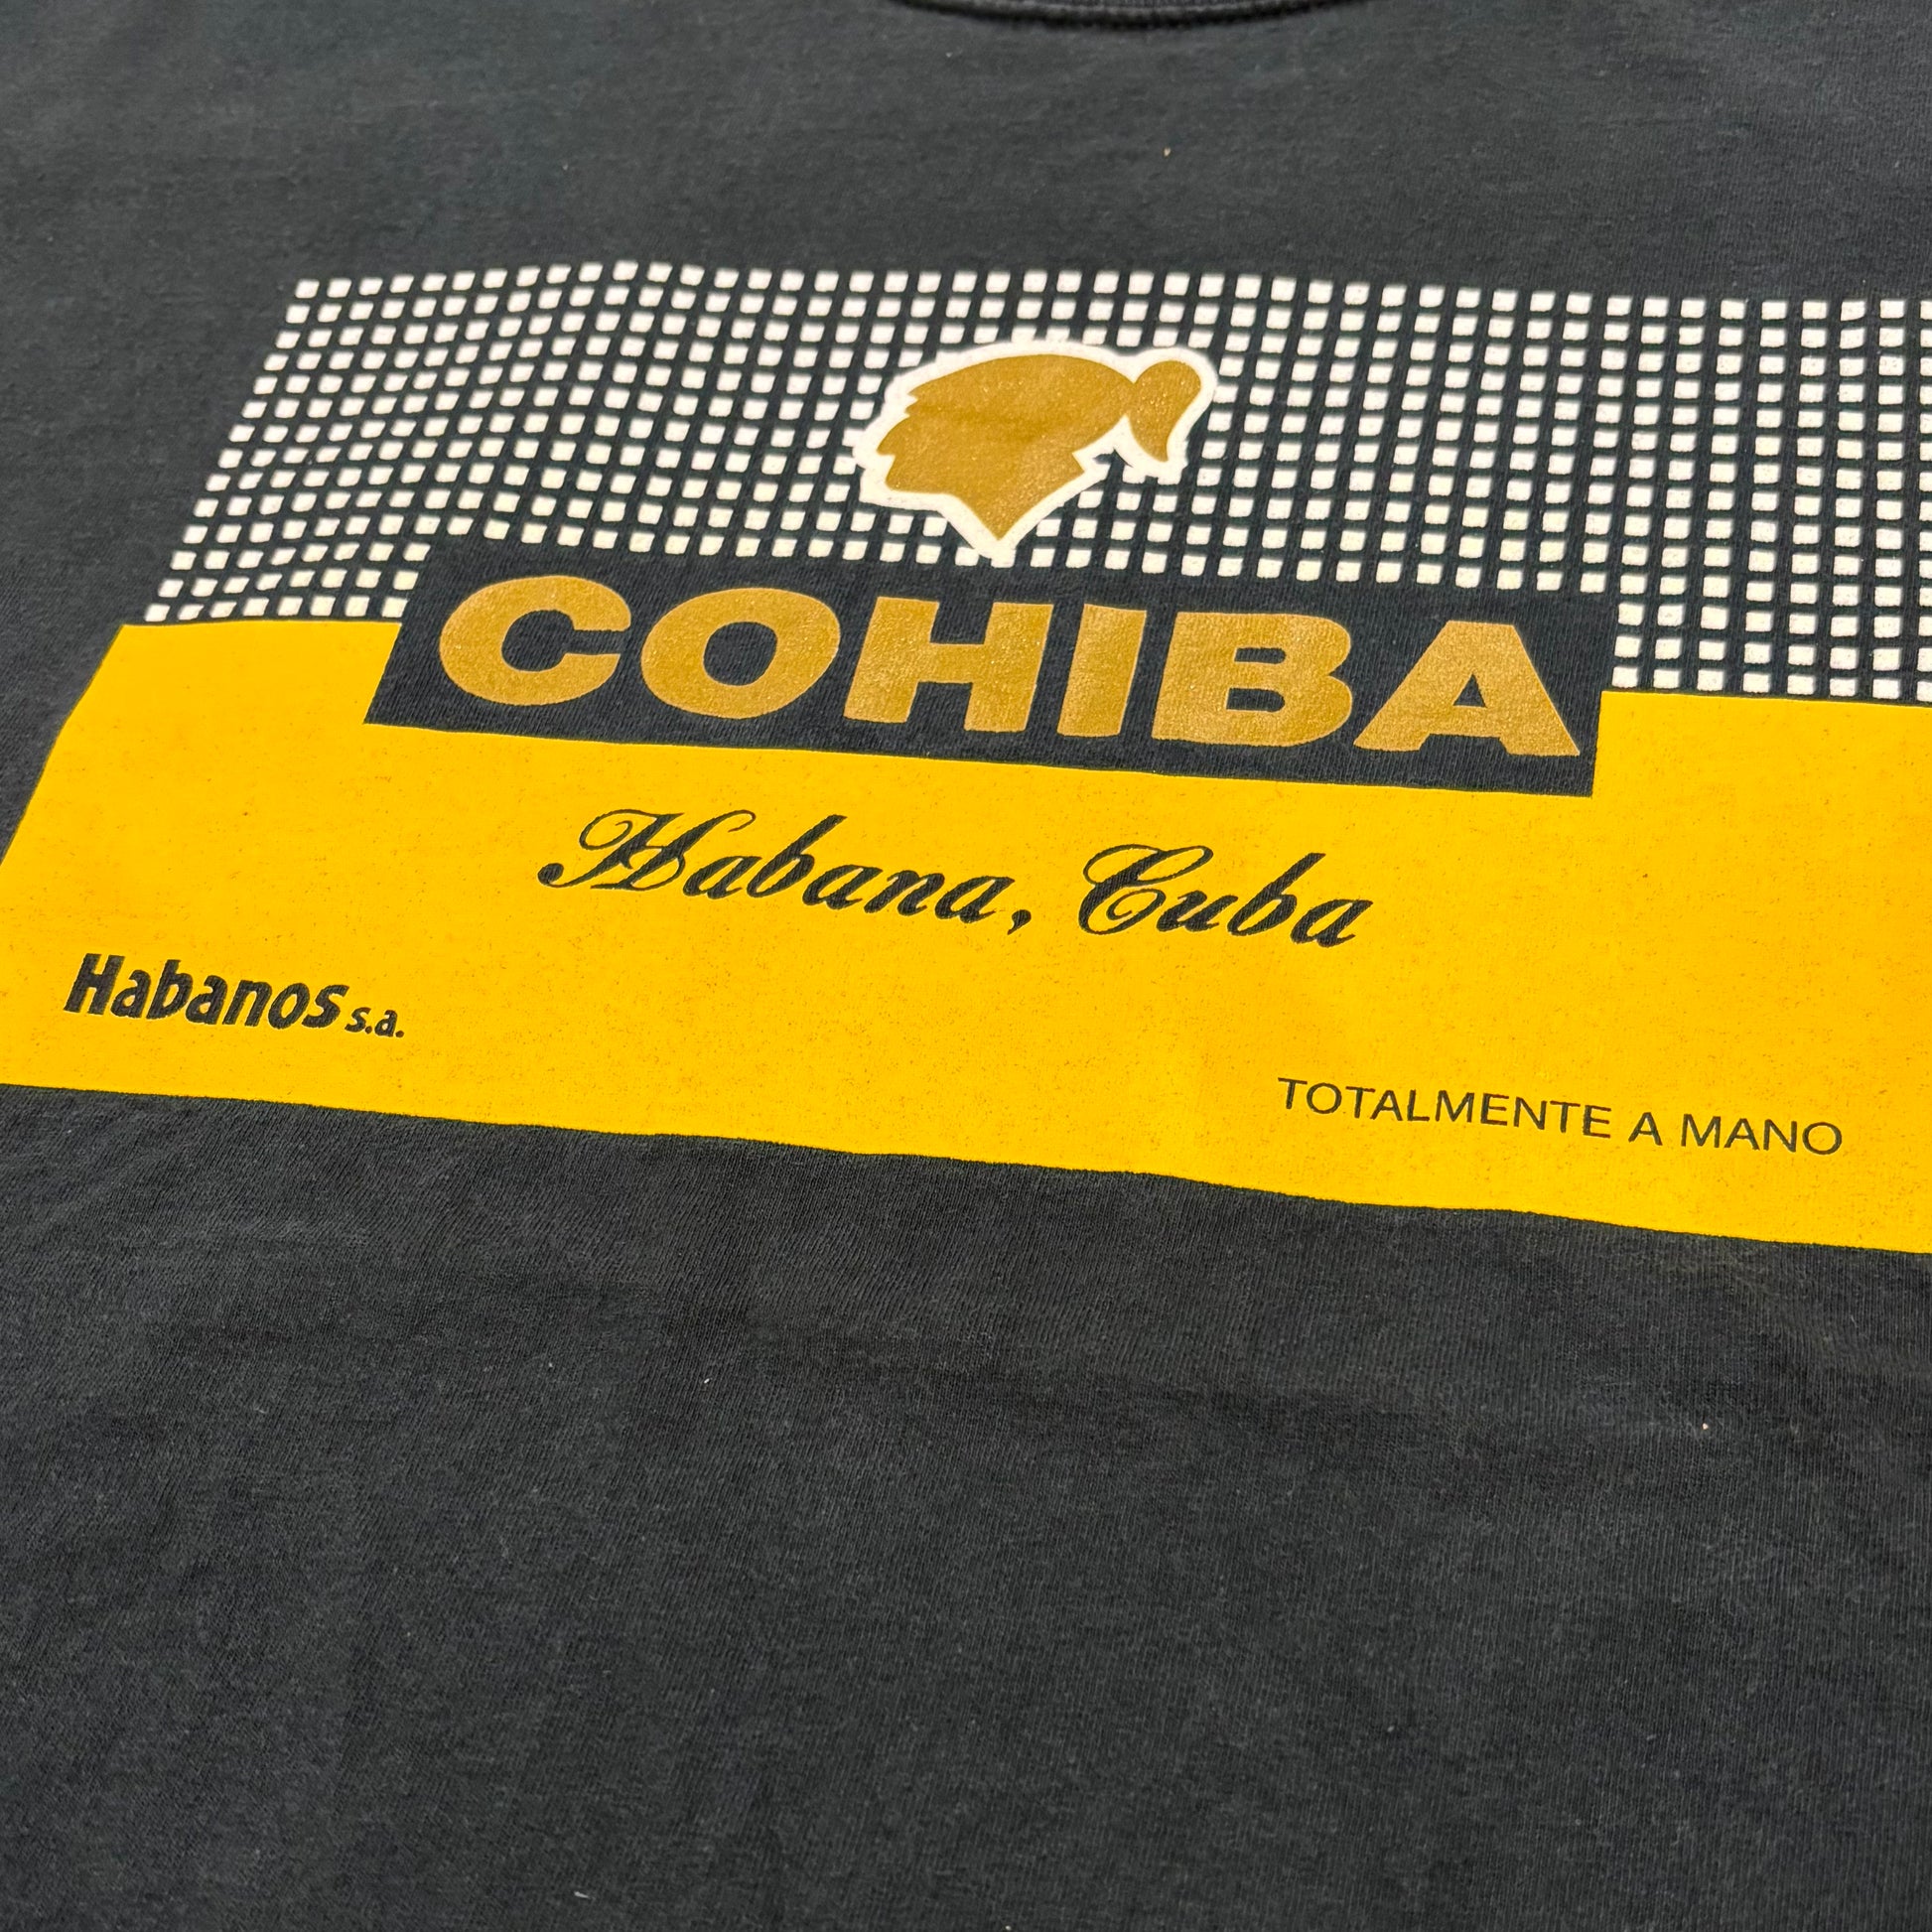 COHIBA
Habana, Cuba
Habanos s.a.
TOTALMENTE A MANO